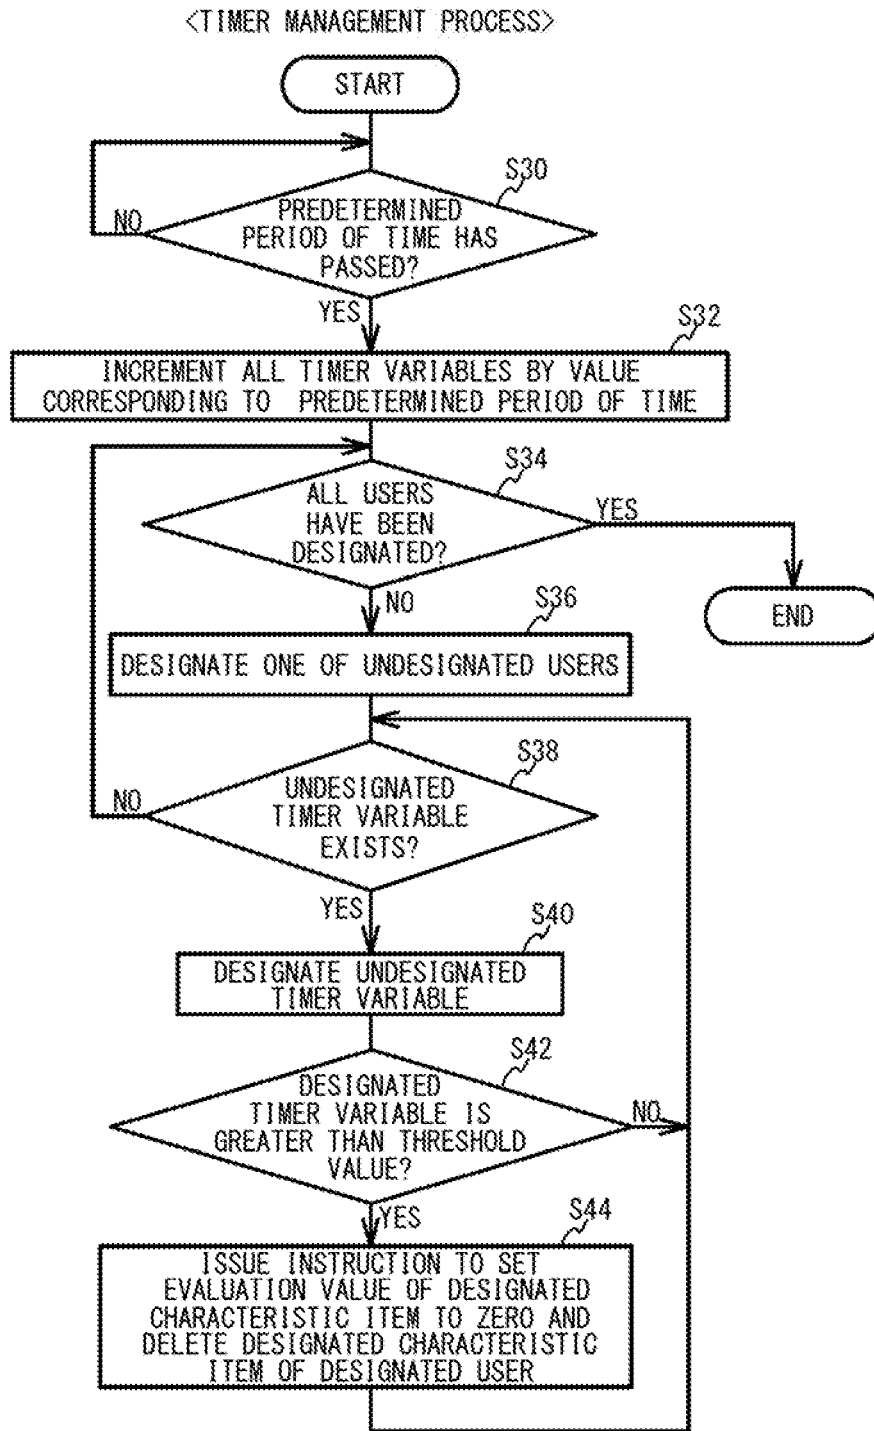 <TIMER MANAGEMENT PROCESS>
START
S30
PREDETERMINED
PERIOD OF TIME HAS
PASSED?
NO
YES
S32
INCREMENT ALL TIMER VARIABLES BY VALUE
CORRESPONDING TO PREDETERMINED PERIOD OF TIME
S34
ALL USERS
HAVE BEEN
DESIGNATED?
YES
NO
END
S36
DESIGNATE ONE OF UNDESIGNATED USERS
S38
UNDESIGNATED
TIMER VARIABLE
EXISTS?
NO
YES
S40
DESIGNATE UNDESIGNATED
TIMER VARIABLE
S42
DESIGNATED
TIMER VARIABLE IS
GREATER THAN THRESHOLD
VALUE?
NO
YES
S44
ISSUE INSTRUCTION TO SET
EVALUATION VALUE OF DESIGNATED
CHARACTERISTIC ITEM TO ZERO AND
DELETE DESIGNATED CHARACTERISTIC
ITEM OF DESIGNATED USER